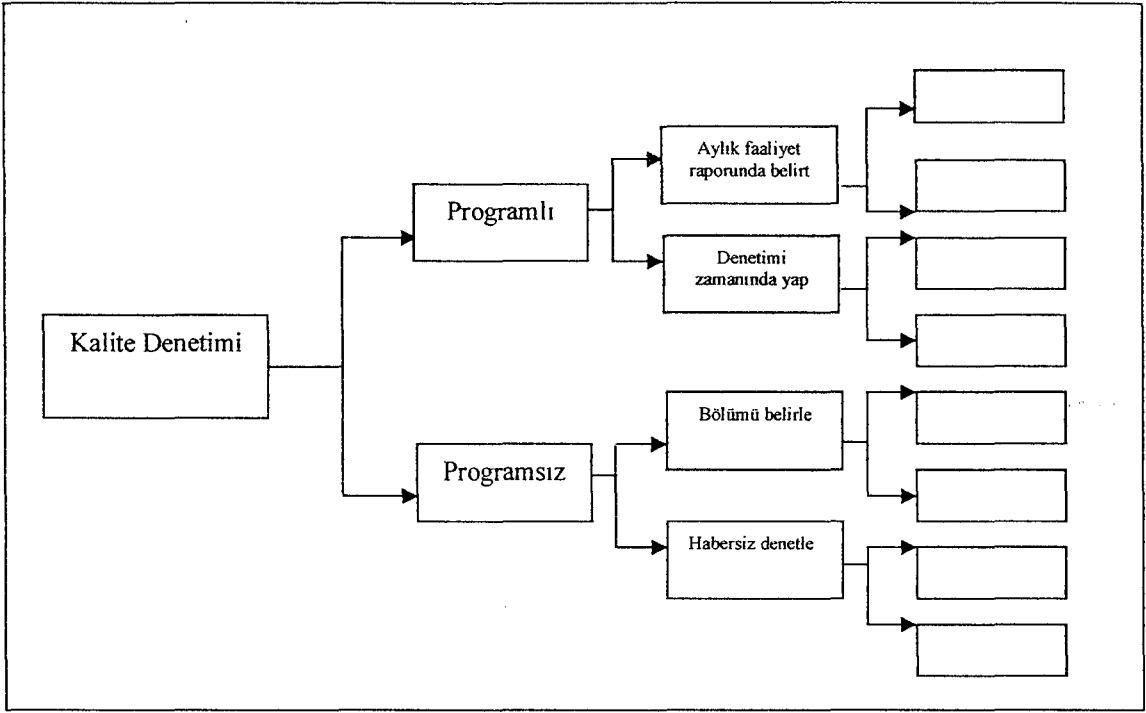 Aylık faaliyet
raporunda belirt
Programlı
Denetimi
zamanında yap
Kalite Denetimi
Bölümü belirle
Programsız
Habersiz denetle